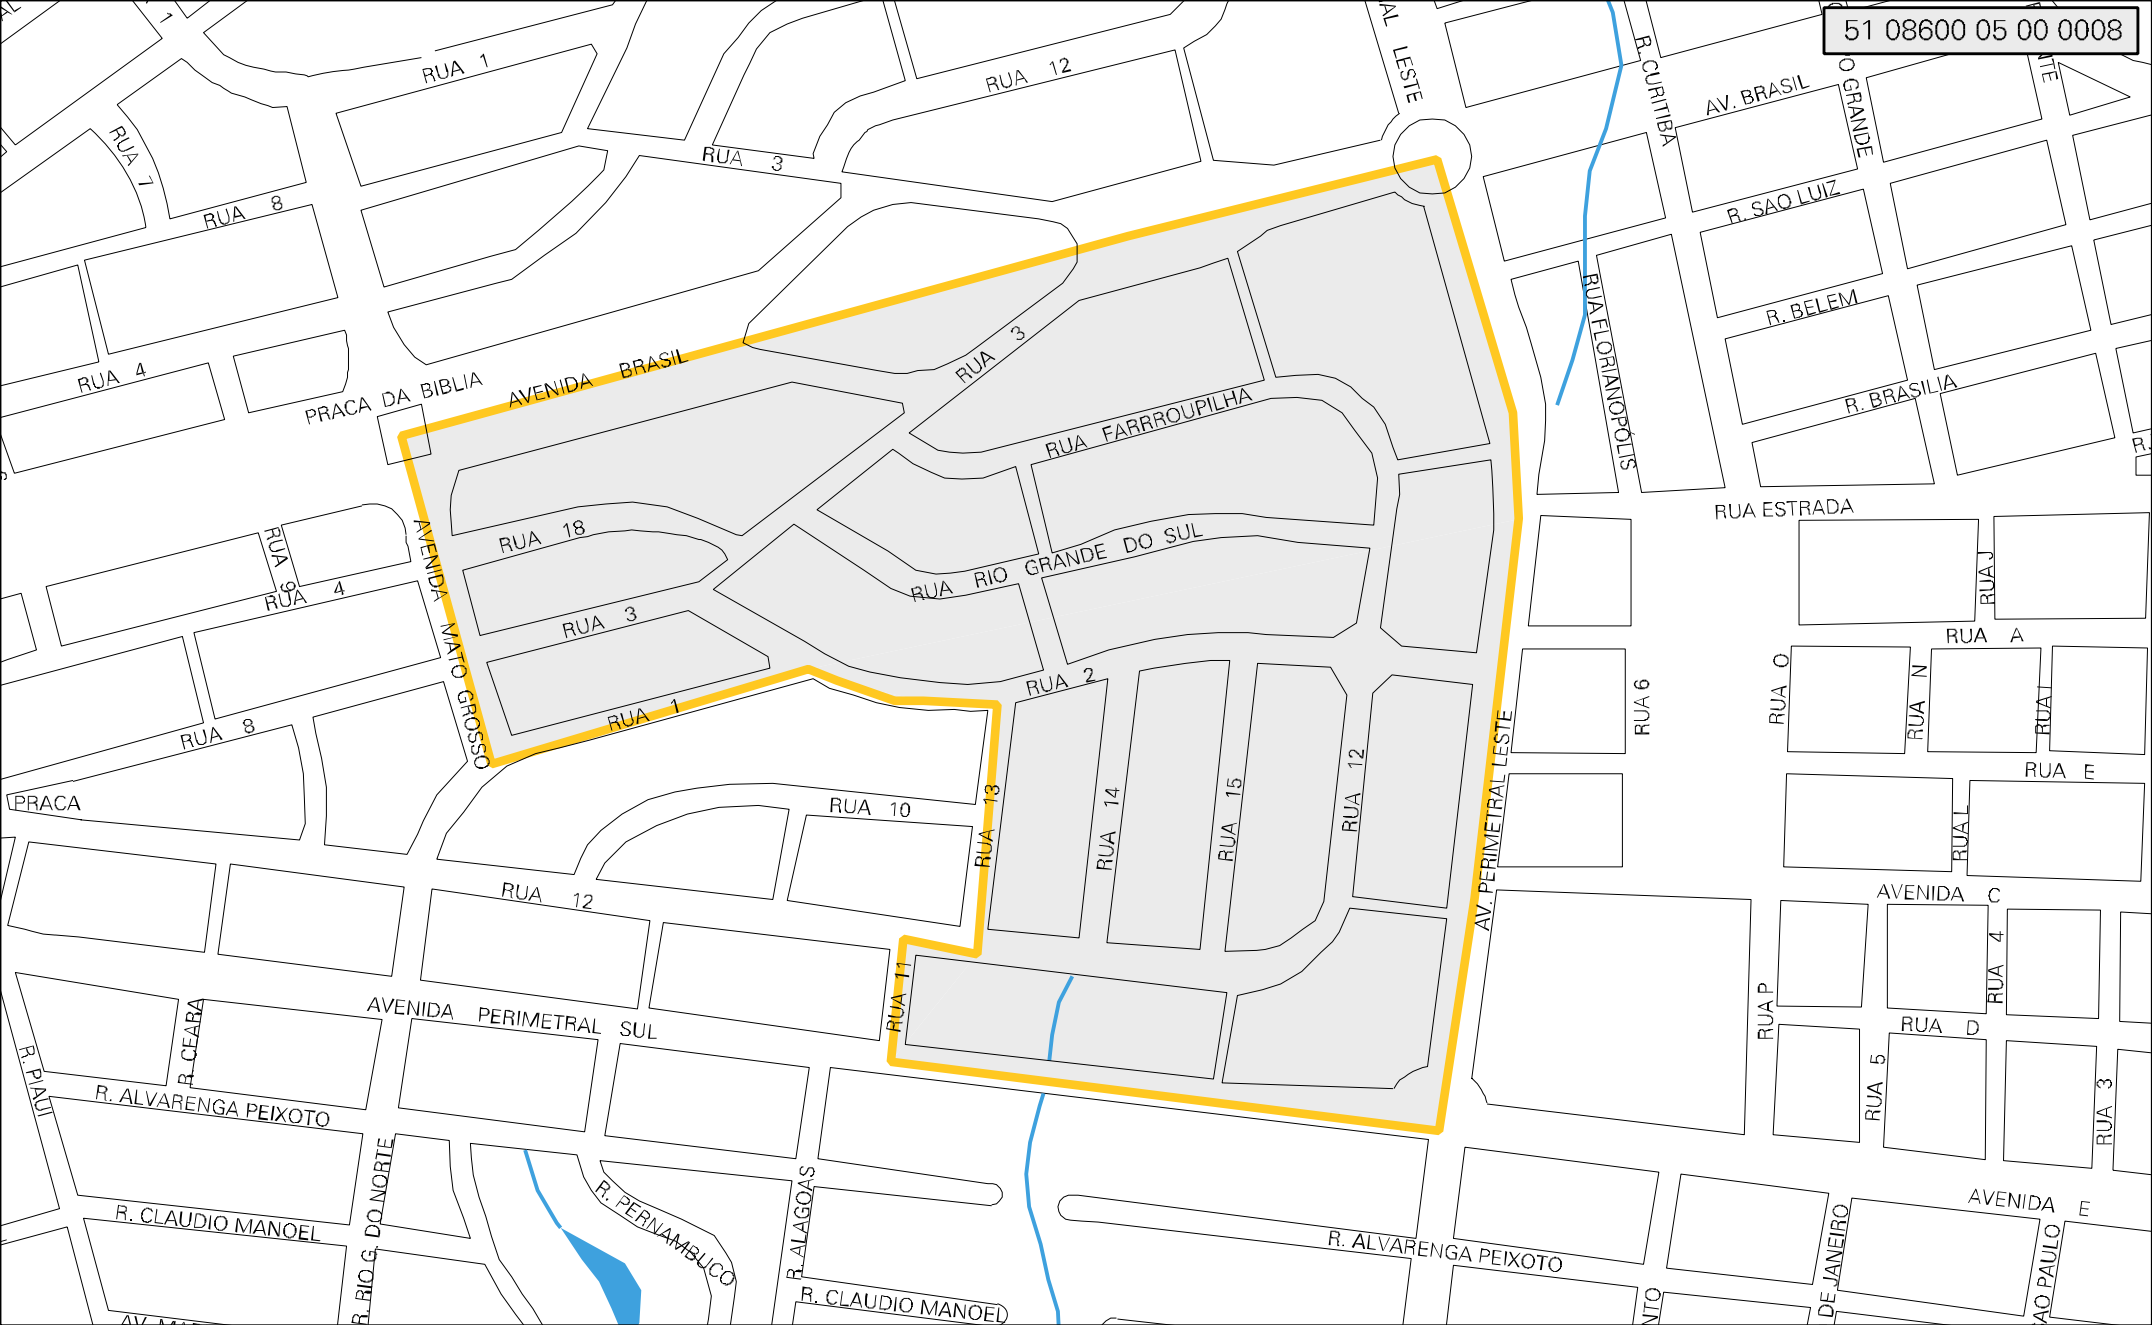 51 08600 05 00 0008
1
RUA 1
RUA 12
LESTE
R. CURITIBA
AV. BRASIL
GRANDE
RUA 7
RUA 3
RUA 8
R. SAO LUIZ
R. BELEM
RUA FLORIANOPÓLIS
RUA 3
RUA 4
PRACA DA BIBLIA
AVENIDA BRASIL
R. BRASILIA
RUA FARRROUPILHA
RUA ESTRADA
RUA 18
RUA 9
RUA 4
AVENIDA MATO GROSSO
RUA RIO GRANDE DO SUL
RUA J
RUA 3
RUA A
RUA 2
RUA 6
RUA O
RUA N
RUA I
RUA 1
RUA 8
RUA E
PRACA
RUA 10
RUA 13
RUA 14
RUA 15
RUA 12
AV. PERIMETRAL LESTE
RUA L
RUA 12
AVENIDA C
RUA 4
RUA 11
RUA P
AVENIDA PERIMETRAL SUL
R. CEARA
RUA D
R. PIAUI
RUA 5
RUA 3
R. ALVARENGA PEIXOTO
R. RIO G. DO NORTE
R. PERNAMBUCO
R. ALAGOAS
R. CLAUDIO MANOEL
AVENIDA E
R. ALVARENGA PEIXOTO
DE JANEIRO
PAULO
R. CLAUDIO MANOEL